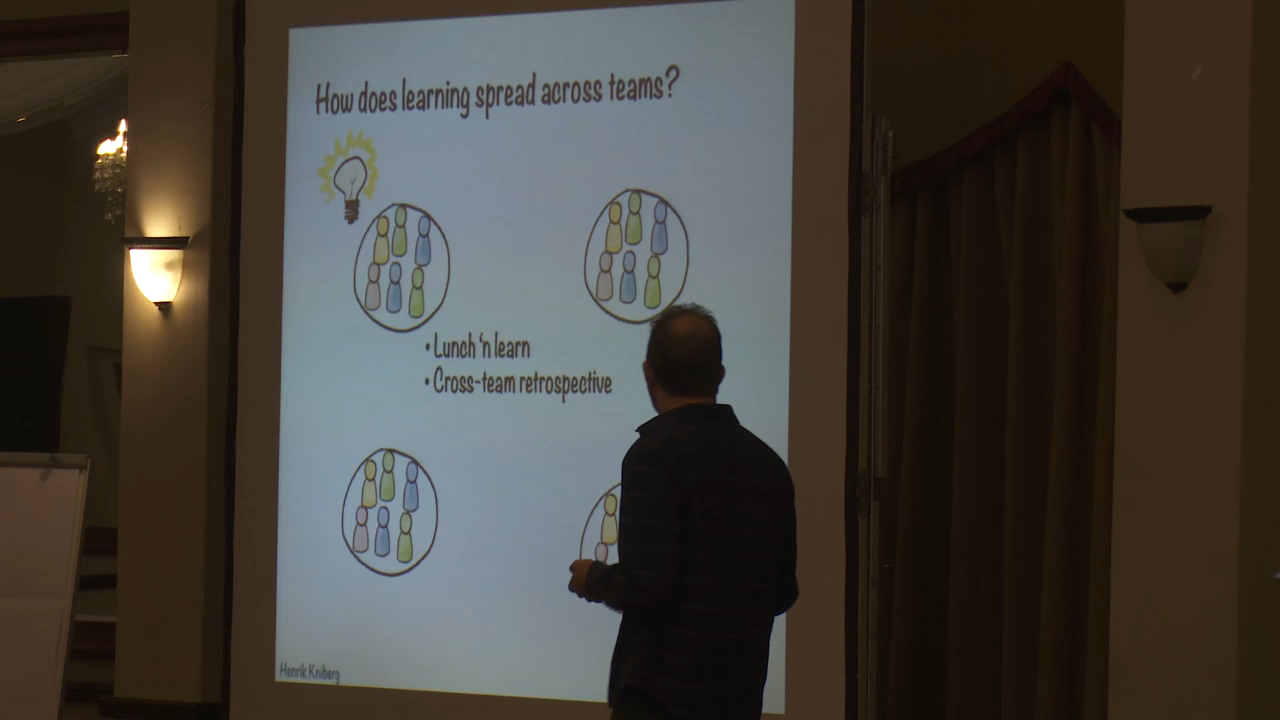 How does learning spread across teams?
• Lunch 'n learn
• Cross-team retrospective
Henrik Kniberg